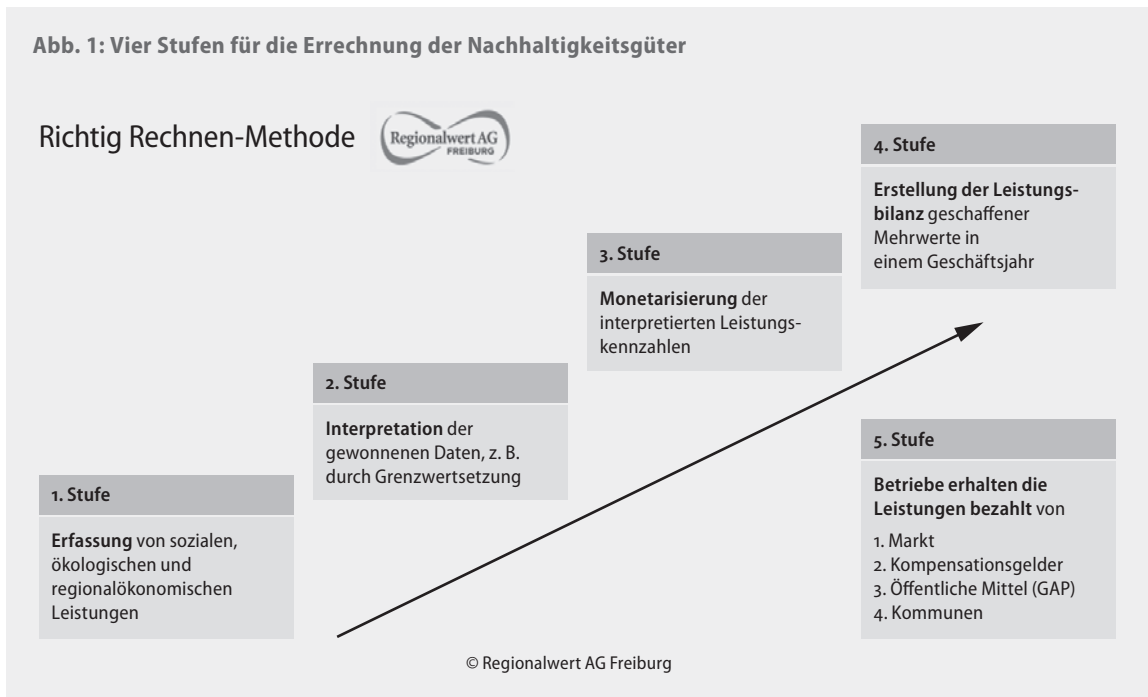 Abb. 1: Vier Stufen für die Errechnung der Nachhaltigkeitsgüter
Richtig Rechnen-Methode
Regionalwert AG
FREIBURG
1. Stufe
Erfassung von sozialen,
ökologischen und
regionalökonomischen
Leistungen
2. Stufe
Interpretation der
gewonnenen Daten, z. B.
durch Grenzwertsetzung
3. Stufe
Monetarisierung der
interpretierten Leistungs-
kennzahlen
4. Stufe
Erstellung der Leistungs-
bilanz geschaffener
Mehrwerte in
einem Geschäftsjahr
5. Stufe
Betriebe erhalten die
Leistungen bezahlt von
1. Markt
2. Kompensationsgelder
3. Öffentliche Mittel (GAP)
4. Kommunen
© Regionalwert AG Freiburg